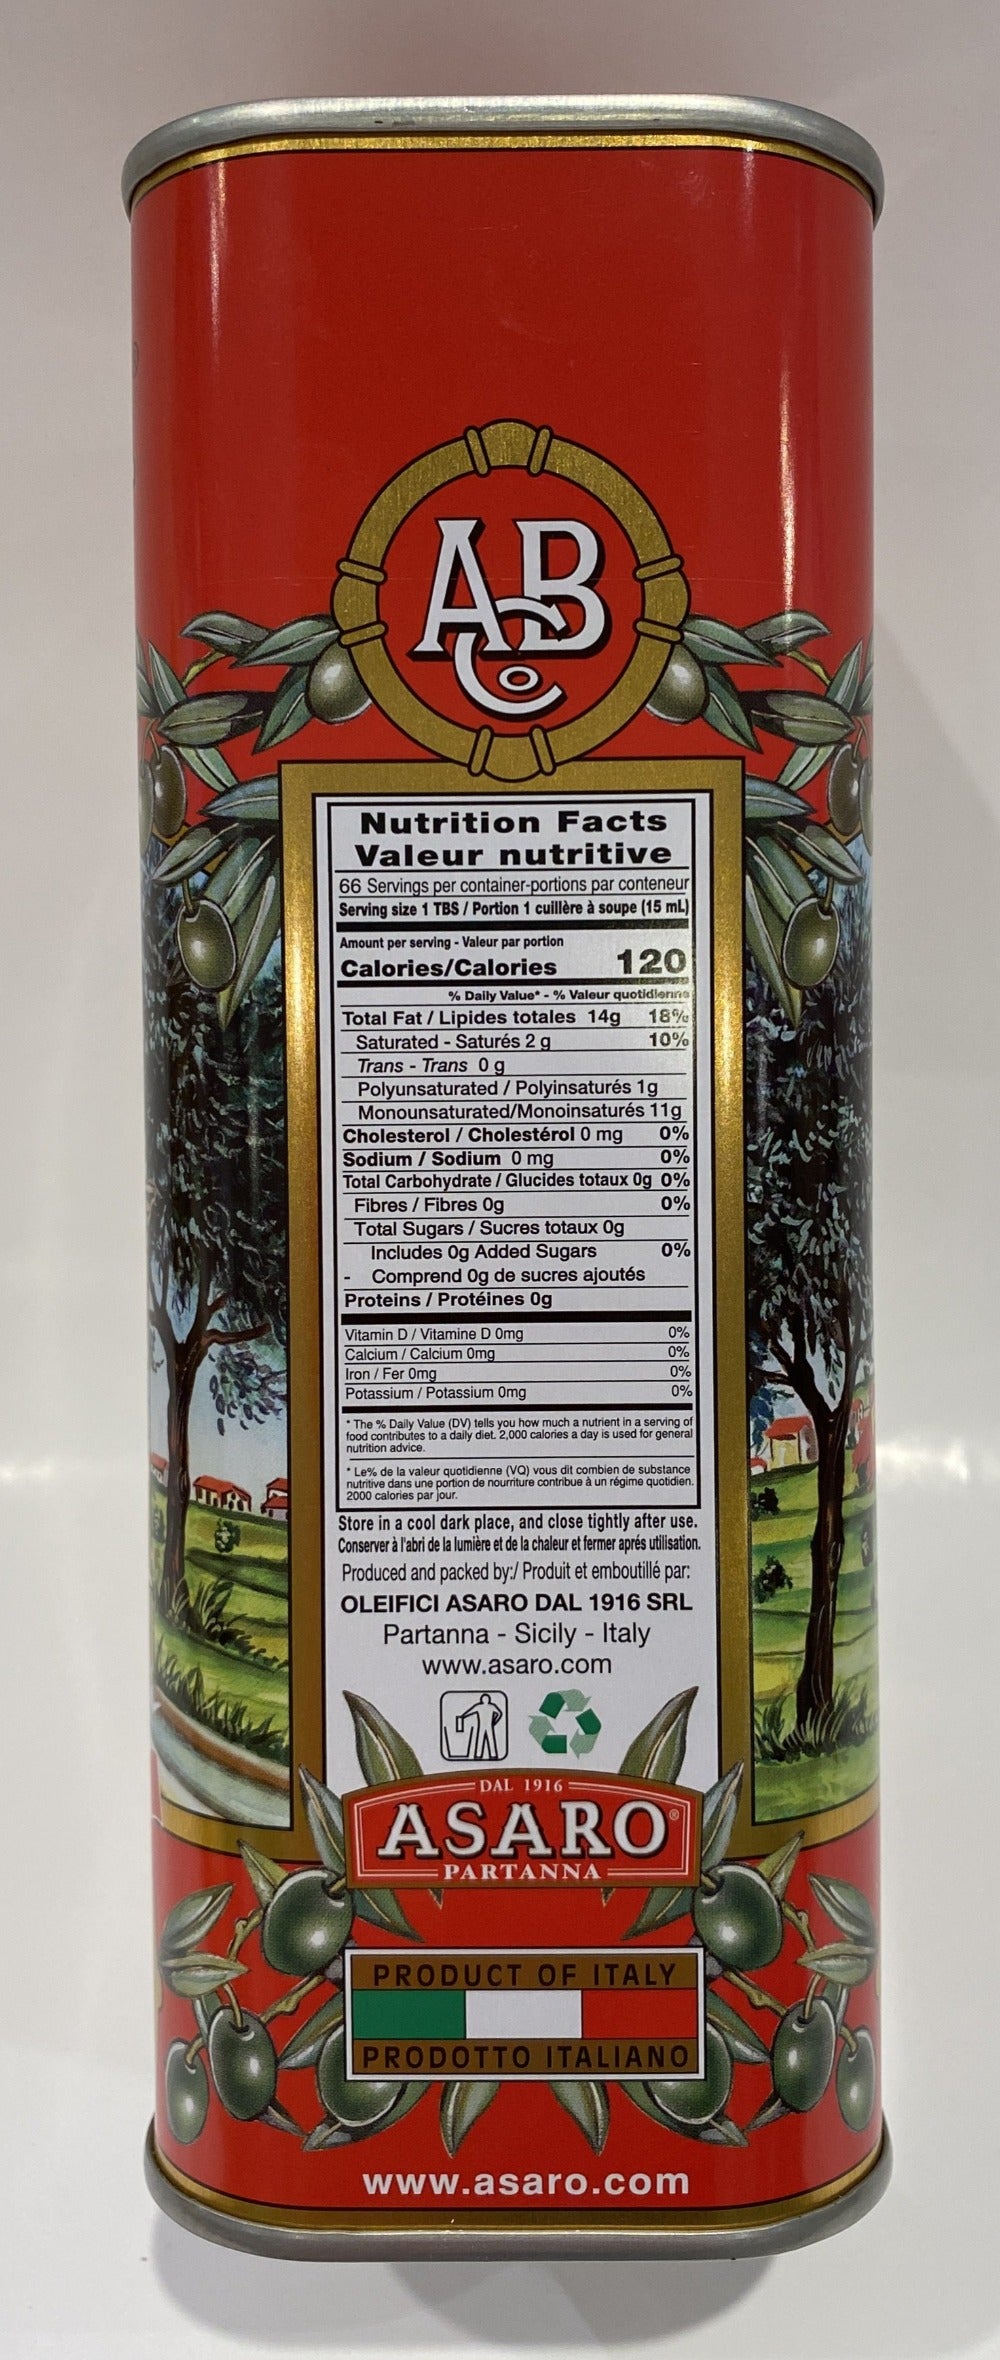 ABCo
Nutrition Facts
Valeur nutritive
66 Servings per container-portions par conteneur
Serving size 1 TBS / Portion 1 cuillère à soupe (15 mL)
Amount per serving - Valeur par portion
Calories/Calories 120
% Daily Value* - % Valeur quotidienne
Total Fat / Lipides totales 14g 18%
Saturated - Saturés 2 g 10%
Trans - Trans 0 g
Polyunsaturated / Polyinsaturés 1g
Monounsaturated/Monoinsaturés 11g
Cholesterol / Cholestérol 0 mg 0%
Sodium / Sodium 0 mg 0%
Total Carbohydrate / Glucides totaux 0g 0%
Fibres / Fibres 0g 0%
Total Sugars / Sucres totaux 0g
Includes 0g Added Sugars 0%
- Comprend 0g de sucres ajoutés
Proteins / Protéines 0g
Vitamin D / Vitamine D 0mg 0%
Calcium / Calcium 0mg 0%
Iron / Fer 0mg 0%
Potassium / Potassium 0mg 0%
* The % Daily Value (DV) tells you how much a nutrient in a serving of
food contributes to a daily diet. 2,000 calories a day is used for general
nutrition advice.
* Le% de la valeur quotidienne (VQ) vous dit combien de substance
nutritive dans une portion de nourriture contribue à un régime quotidien.
2000 calories par jour.
Store in a cool dark place, and close tightly after use.
Conserver à l'abri de la lumière et de la chaleur et fermer aprés utilisation.
Produced and packed by:/ Produit et emboutillé par:
OLEIFICI ASARO DAL 1916 SRL
Partanna - Sicily - Italy
www.asaro.com
DAL 1916
ASARO®
PARTANNA
PRODUCT OF ITALY
PRODOTTO ITALIANO
www.asaro.com